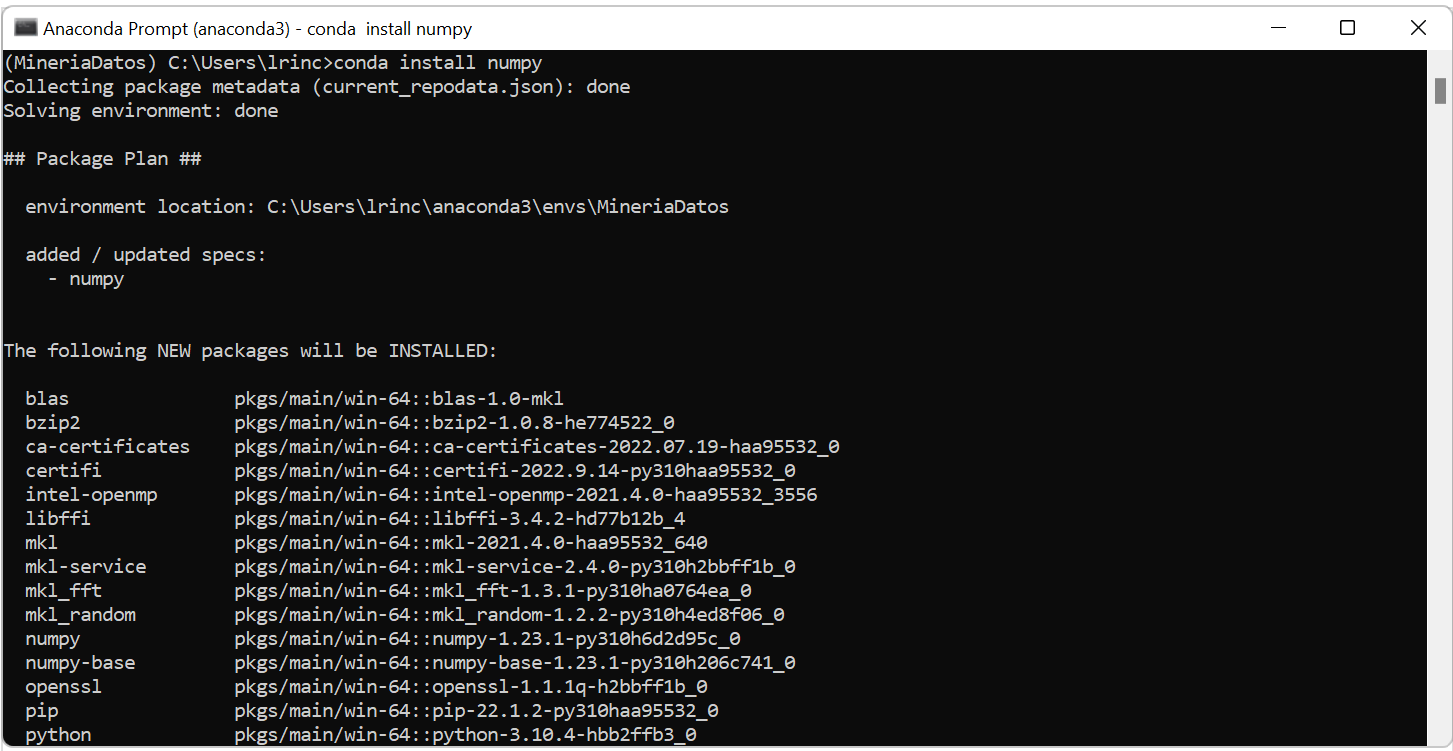 Anaconda Prompt (anaconda3) - conda  install numpy
(MineriaDatos) C:\Users\lrinc>conda install numpy
Collecting package metadata (current_repodata.json): done
Solving environment: done
## Package Plan ##
environment location: C:\Users\lrinc\anaconda3\envs\MineriaDatos
added / updated specs:
- numpy
The following NEW packages will be INSTALLED:
blas pkgs/main/win-64::blas-1.0-mkl
bzip2 pkgs/main/win-64::bzip2-1.0.8-he774522_0
ca-certificates pkgs/main/win-64::ca-certificates-2022.07.19-haa95532_0
certifi pkgs/main/win-64::certifi-2022.9.14-py310haa95532_0
intel-openmp pkgs/main/win-64::intel-openmp-2021.4.0-haa95532_3556
libffi pkgs/main/win-64::libffi-3.4.2-hd77b12b_4
mkl pkgs/main/win-64::mkl-2021.4.0-haa95532_640
mkl-service pkgs/main/win-64::mkl-service-2.4.0-py310h2bbff1b_0
mkl_fft pkgs/main/win-64::mkl_fft-1.3.1-py310ha0764ea_0
mkl_random pkgs/main/win-64::mkl_random-1.2.2-py310h4ed8f06_0
numpy pkgs/main/win-64::numpy-1.23.1-py310h6d2d95c_0
numpy-base pkgs/main/win-64::numpy-base-1.23.1-py310h206c741_0
openssl pkgs/main/win-64::openssl-1.1.1q-h2bbff1b_0
pip pkgs/main/win-64::pip-22.1.2-py310haa95532_0
python pkgs/main/win-64::python-3.10.4-hbb2ffb3_0